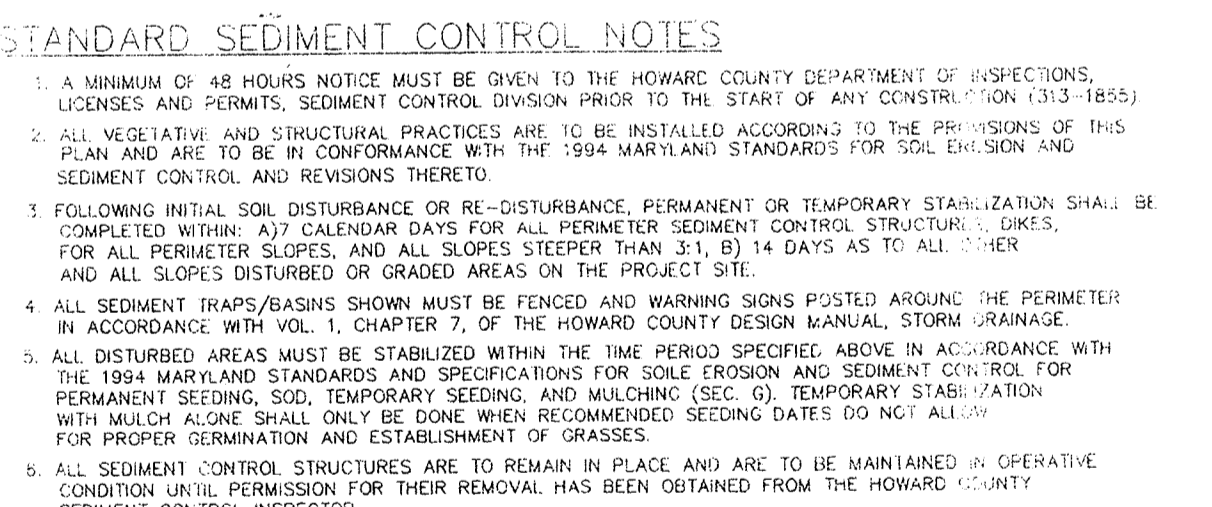 STANDARD SEDIMENT CONTROL NOTES
1. A MINIMUM OF 48 HOURS NOTICE MUST BE GIVEN TO THE HOWARD COUNTY DEPARTMENT OF INSPECTIONS,
LICENSES AND PERMITS, SEDIMENT CONTROL DIVISION PRIOR TO THE START OF ANY CONSTRUCTION (313-1855).
2. ALL VEGETATIVE AND STRUCTURAL PRACTICES ARE TO BE INSTALLED ACCORDING TO THE PROVISIONS OF THIS
PLAN AND ARE TO BE IN CONFORMANCE WITH THE 1994 MARYLAND STANDARDS FOR SOIL EROSION AND
SEDIMENT CONTROL AND REVISIONS THERETO.
3. FOLLOWING INITIAL SOIL DISTURBANCE OR RE-DISTURBANCE, PERMANENT OR TEMPORARY STABILIZATION SHALL BE
COMPLETED WITHIN: A)7 CALENDAR DAYS FOR ALL PERIMETER SEDIMENT CONTROL STRUCTURES, DIKES,
FOR ALL PERIMETER SLOPES, AND ALL SLOPES STEEPER THAN 3:1, B) 14 DAYS AS TO ALL OTHER
AND ALL SLOPES DISTURBED OR GRADED AREAS ON THE PROJECT SITE.
4. ALL SEDIMENT TRAPS/BASINS SHOWN MUST BE FENCED AND WARNING SIGNS POSTED AROUND THE PERIMETER
IN ACCORDANCE WITH VOL. 1, CHAPTER 7, OF THE HOWARD COUNTY DESIGN MANUAL, STORM DRAINAGE.
5. ALL DISTURBED AREAS MUST BE STABILIZED WITHIN THE TIME PERIOD SPECIFIED ABOVE IN ACCORDANCE WITH
THE 1994 MARYLAND STANDARDS AND SPECIFICATIONS FOR SOILE EROSION AND SEDIMENT CONTROL FOR
PERMANENT SEEDING, SOD, TEMPORARY SEEDING, AND MULCHING (SEC. G). TEMPORARY STABILIZATION
WITH MULCH ALONE SHALL ONLY BE DONE WHEN RECOMMENDED SEEDING DATES DO NOT ALLOW
FOR PROPER GERMINATION AND ESTABLISHMENT OF GRASSES.
6. ALL SEDIMENT CONTROL STRUCTURES ARE TO REMAIN IN PLACE AND ARE TO BE MAINTAINED IN OPERATIVE
CONDITION UNTIL PERMISSION FOR THEIR REMOVAL HAS BEEN OBTAINED FROM THE HOWARD COUNTY
SEDIMENT CONTROL INSPECTOR.